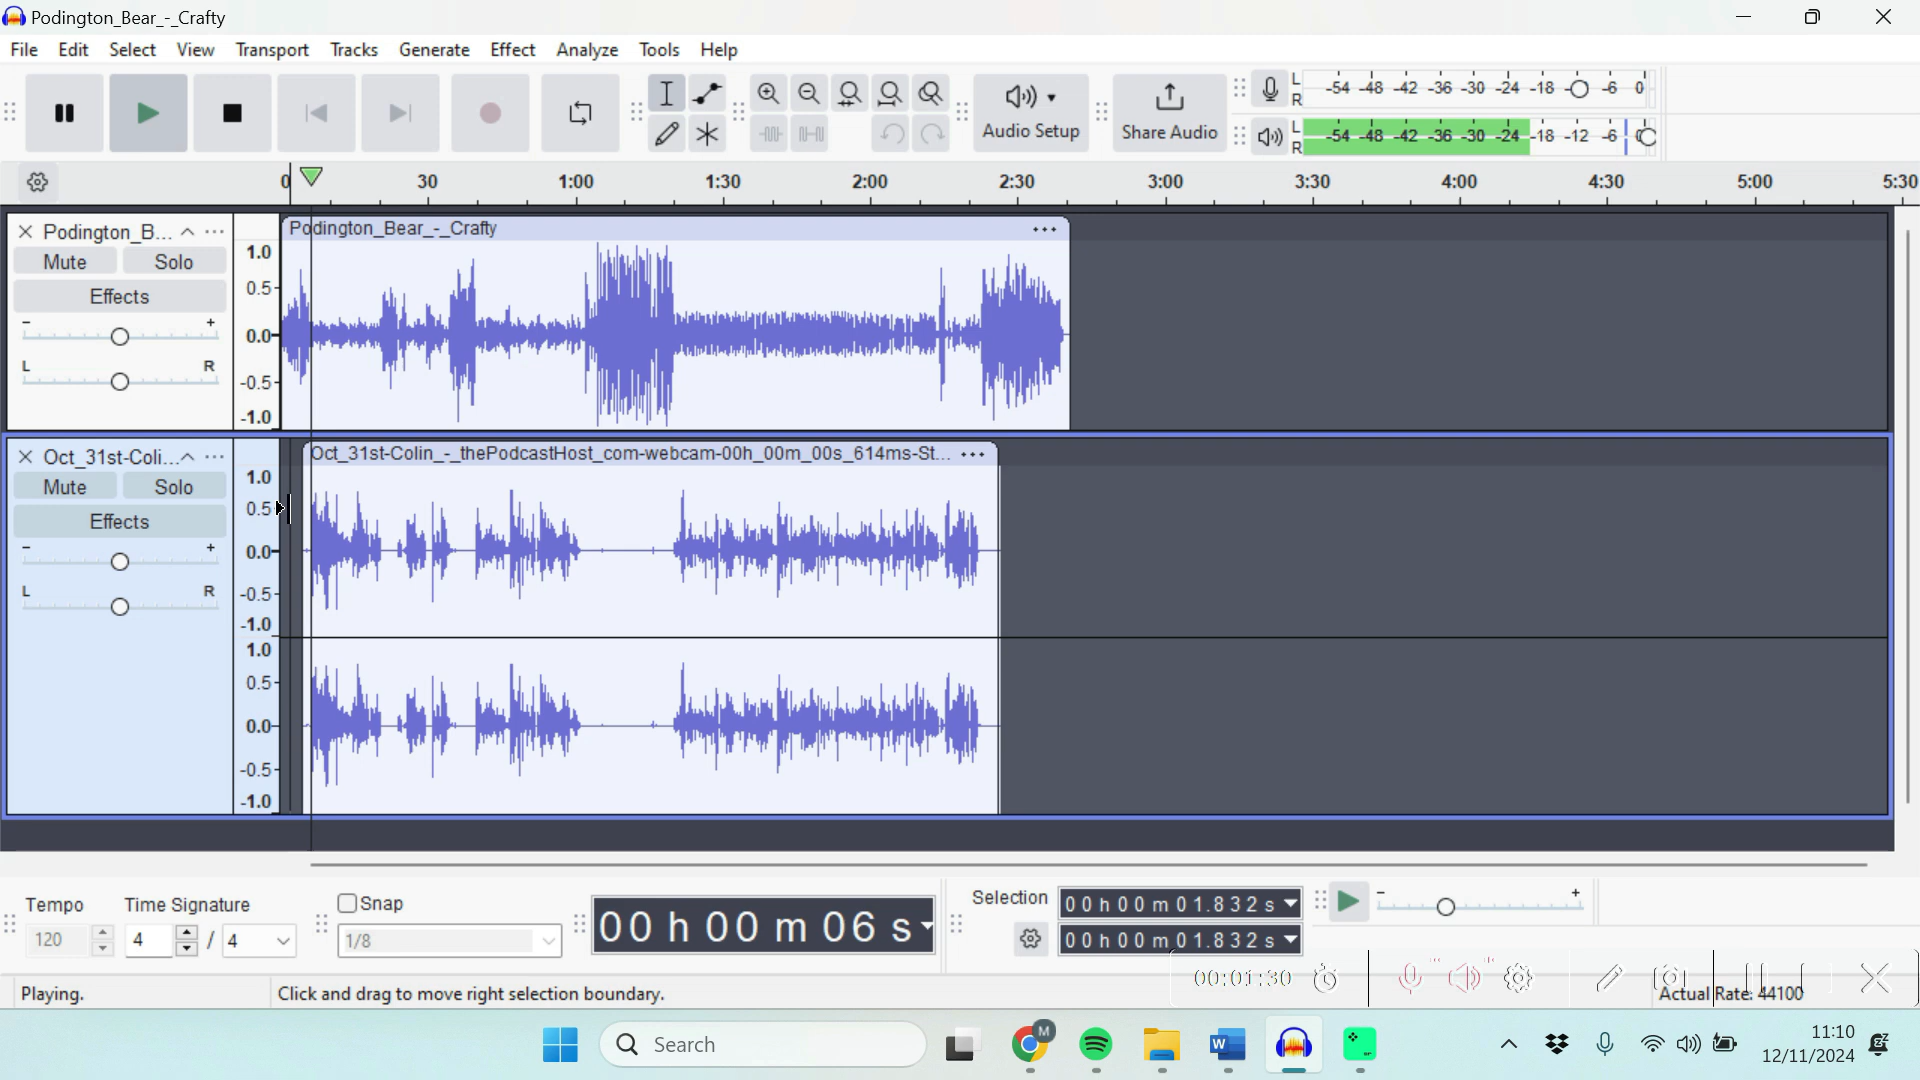 Podington_Bear_-_Crafty
File Edit Select View Transport Tracks Generate Effect Analyze Tools Help
Audio Setup
Share Audio
L
R
-54 -48 -42 -36 -30 -24 -18 -6 0
L
R
-54 -48 -42 -36 -30 -24 -18 -12 -6
0 30 1:00 1:30 2:00 2:30 3:00 3:30 4:00 4:30 5:00 5:30
Podington_B...
Mute Solo
Effects
- +
L R
1.0
0.5
0.0
-0.5
-1.0
Podington_Bear_-_Crafty
Oct_31st-Coli...
Mute Solo
Effects
- +
L R
1.0
0.5
0.0
-0.5
-1.0
1.0
0.5
0.0
-0.5
-1.0
Oct_31st-Colin_-_thePodcastHost_com-webcam-00h_00m_00s_614ms-St...
Tempo
120
Time Signature
4 / 4
Snap
1/8
00 h 00 m 06 s
Selection
00 h 00 m 01.832 s
00 h 00 m 01.832 s
- +
00:01:30
Playing.
Click and drag to move right selection boundary.
Actual Rate: 44100
Search
M
W
11:10
12/11/2024